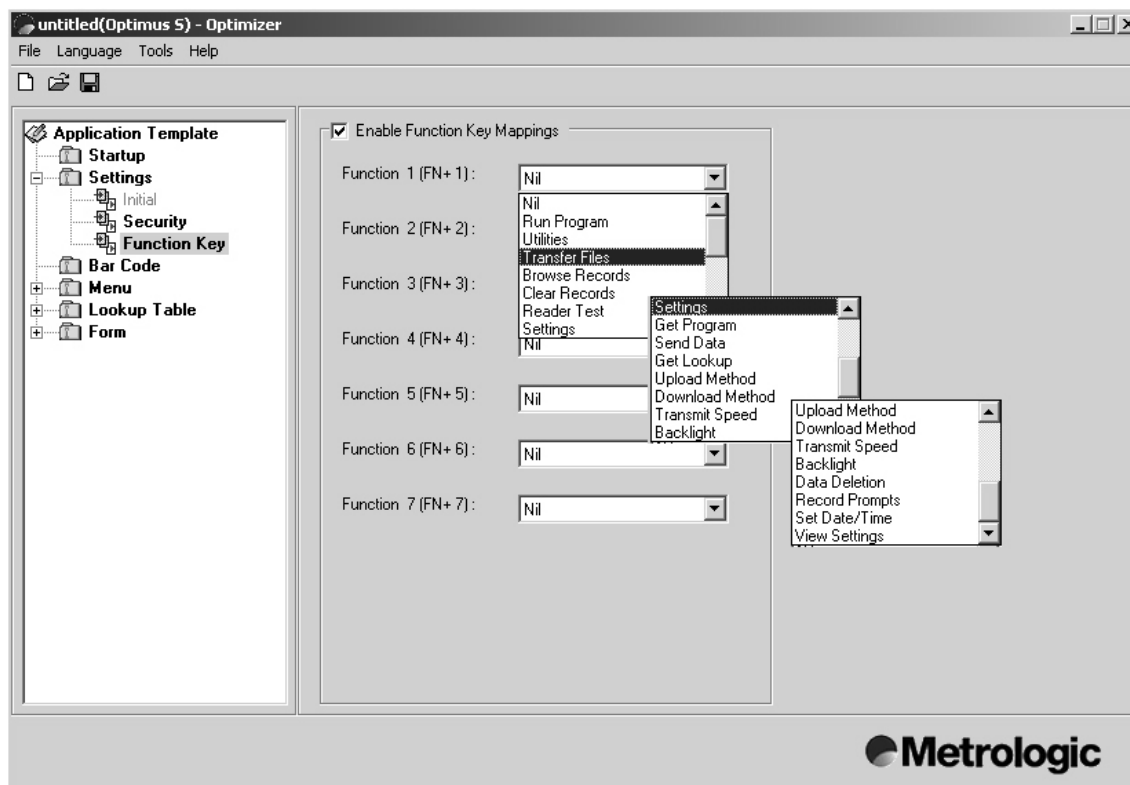 untitled(Optimus S) - Optimizer
File Language Tools Help
Application Template
Startup
Settings
Initial
Security
Function Key
Bar Code
Menu
Lookup Table
Form
Enable Function Key Mappings
Function 1 (FN+ 1) :
Nil
Nil
Run Program
Utilities
Transfer Files
Browse Records
Clear Records
Reader Test
Settings
Function 2 (FN+ 2) :
Function 3 (FN+ 3) :
Function 4 (FN+ 4) :
Nil
Function 5 (FN+ 5) :
Nil
Function 6 (FN+ 6) :
Nil
Function 7 (FN+ 7) :
Nil
Settings
Get Program
Send Data
Get Lookup
Upload Method
Download Method
Transmit Speed
Backlight
Upload Method
Download Method
Transmit Speed
Backlight
Data Deletion
Record Prompts
Set Date/Time
View Settings
Metrologic